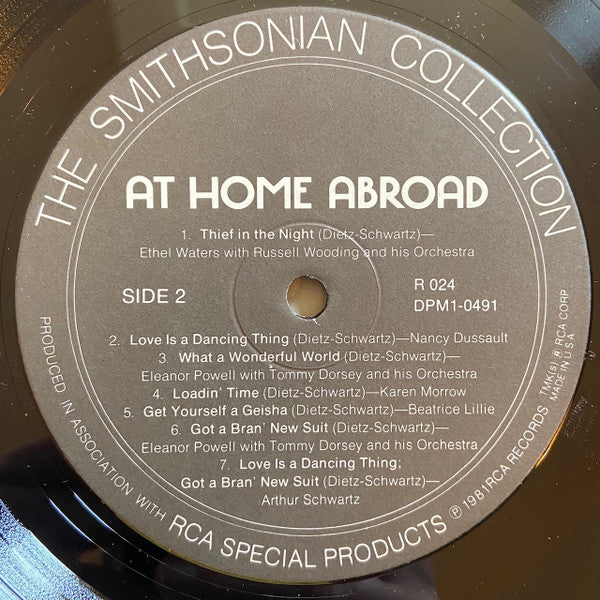 THE SMITHSONIAN COLLECTION
AT HOME ABROAD
1. Thief in the Night (Dietz-Schwartz)—
Ethel Waters with Russell Wooding and his Orchestra
SIDE 2
R 024
DPM1-0491
2. Love Is a Dancing Thing (Dietz-Schwartz)—Nancy Dussault
3. What a Wonderful World (Dietz-Schwartz)—
Eleanor Powell with Tommy Dorsey and his Orchestra
4. Loadin' Time (Dietz-Schwartz)—Karen Morrow
5. Get Yourself a Geisha (Dietz-Schwartz)—Beatrice Lillie
6. Got a Bran' New Suit (Dietz-Schwartz)—
Eleanor Powell with Tommy Dorsey and his Orchestra
7. Love Is a Dancing Thing;
Got a Bran' New Suit (Dietz-Schwartz)—
Arthur Schwartz
PRODUCED IN ASSOCIATION WITH RCA SPECIAL PRODUCTS ℗ 1981 RCA RECORDS
TMK(S) ® RCA CORP
MADE IN U.S.A.